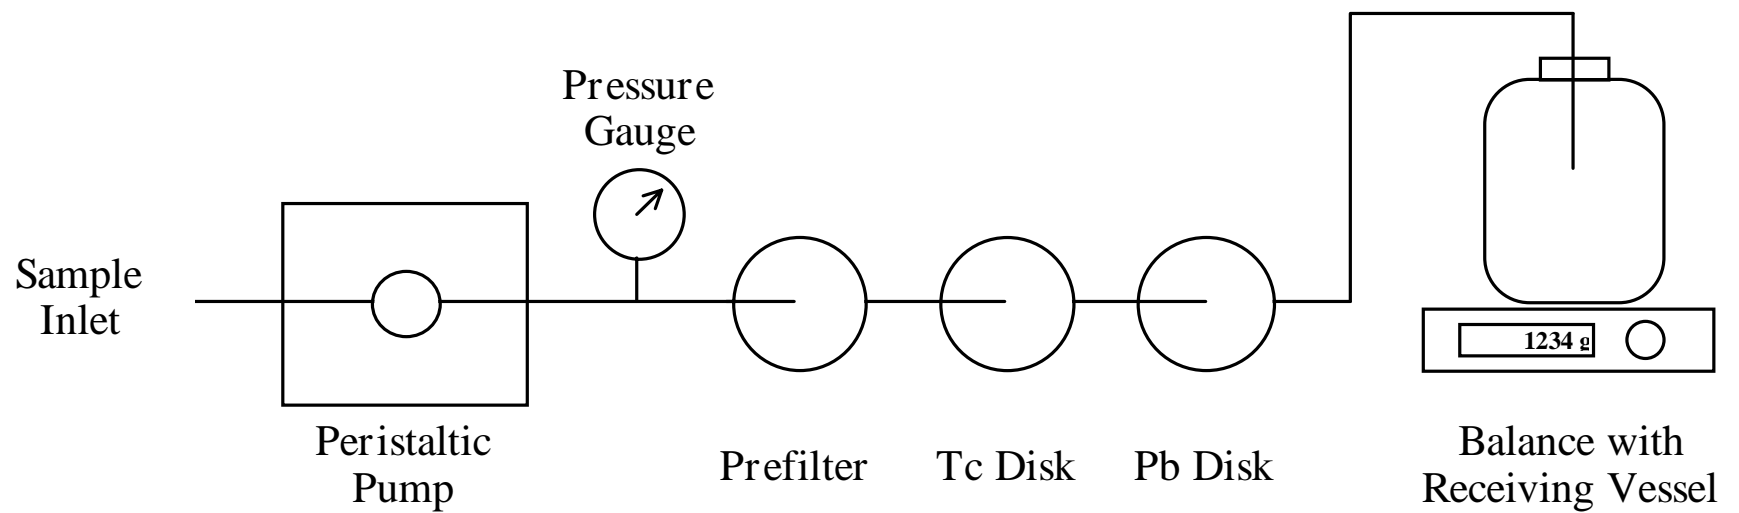 Pressure
Gauge
Sample
Inlet
1234 g
Peristaltic
Pump
Prefilter
Tc Disk
Pb Disk
Balance with
Receiving Vessel